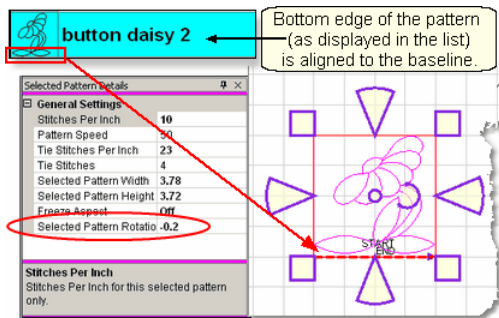 button daisy 2
Bottom edge of the pattern
(as displayed in the list)
is aligned to the baseline.
Selected Pattern Details
General Settings
Stitches Per Inch 10
Pattern Speed 50
Tie Stitches Per Inch 23
Tie Stitches 4
Selected Pattern Width 3.78
Selected Pattern Height 3.72
Freeze Aspect Off
Selected Pattern Rotatio -0.2
START
END
Stitches Per Inch
Stitches Per Inch for this selected pattern
only.